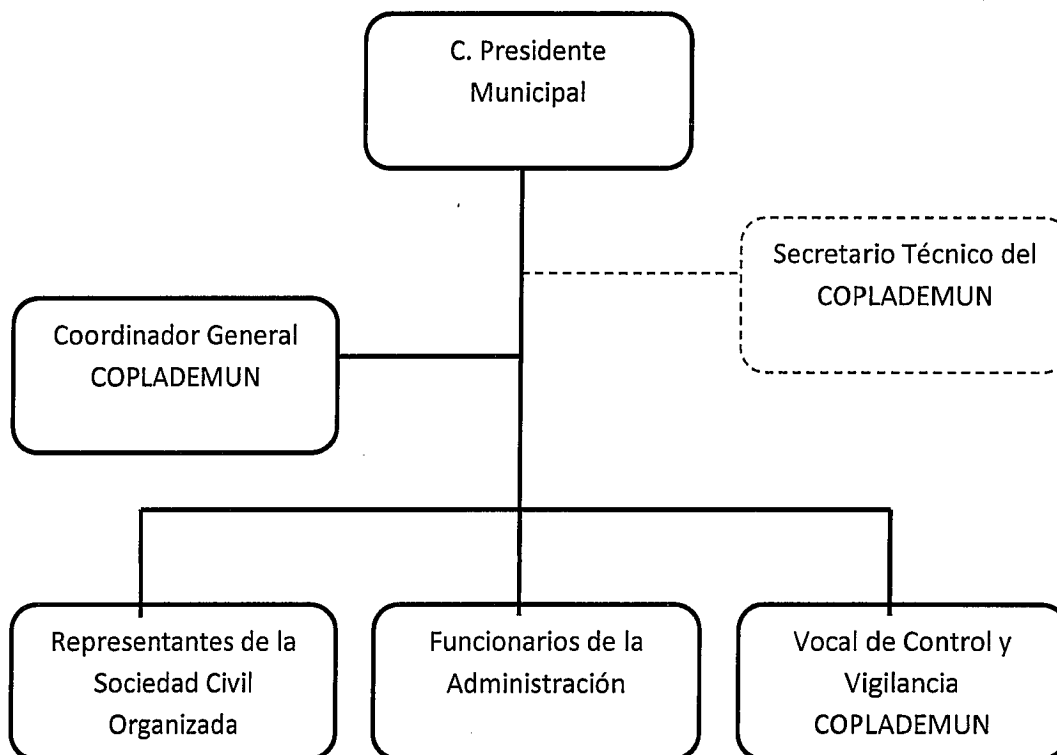 C. Presidente
Municipal
Secretario Técnico del
COPLADEMUN
Coordinador General
COPLADEMUN
Representantes de la
Sociedad Civil
Organizada
Funcionarios de la
Administración
Vocal de Control y
Vigilancia
COPLADEMUN